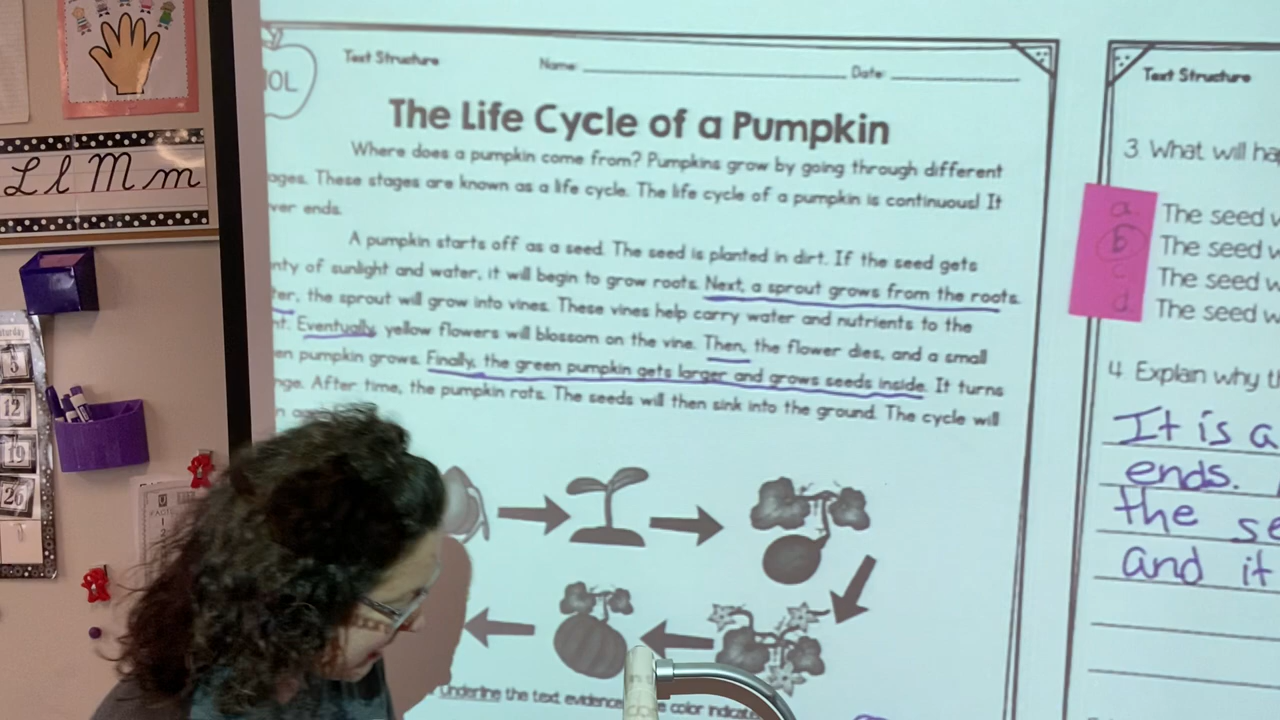 OL
Text Structure
Name:
Date:
The Life Cycle of a Pumpkin
Where does a pumpkin come from? Pumpkins grow by going through different
ages. These stages are known as a life cycle. The life cycle of a pumpkin is continuous! It
ver ends.
A pumpkin starts off as a seed. The seed is planted in dirt. If the seed gets
nty of sunlight and water, it will begin to grow roots. Next, a sprout grows from the roots.
ter, the sprout will grow into vines. These vines help carry water and nutrients to the
nt. Eventually, yellow flowers will blossom on the vine. Then, the flower dies, and a small
en pumpkin grows. Finally, the green pumpkin gets larger and grows seeds inside. It turns
nge. After time, the pumpkin rots. The seeds will then sink into the ground. The cycle will
Underline the text evidence
color
Text Structure
3. What will
a. The seed
b. The seed
c. The seed
d. The seed
4. Explain why
It is a
ends.
the se
and it
L l M m
12
19
26